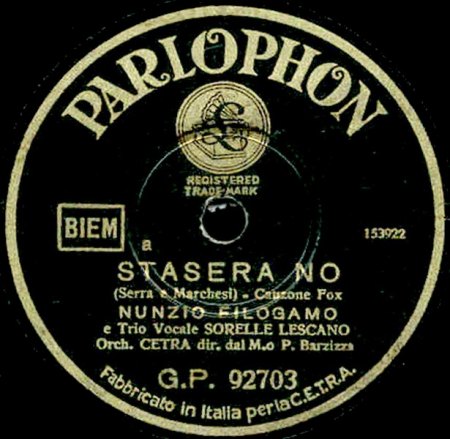 PARLOPHON
£
REGISTERED
TRADE-MARK
BIEM
a
153922
STASERA NO
(Serra e Marchesi) - Canzone Fox
NUNZIO FILOGAMO
e Trio Vocale SORELLE LESCANO
Orch. CETRA dir. dal M.o P. Barzizza
G.P. 92703
Fabbricato in Italia per la C.E.T.R.A.